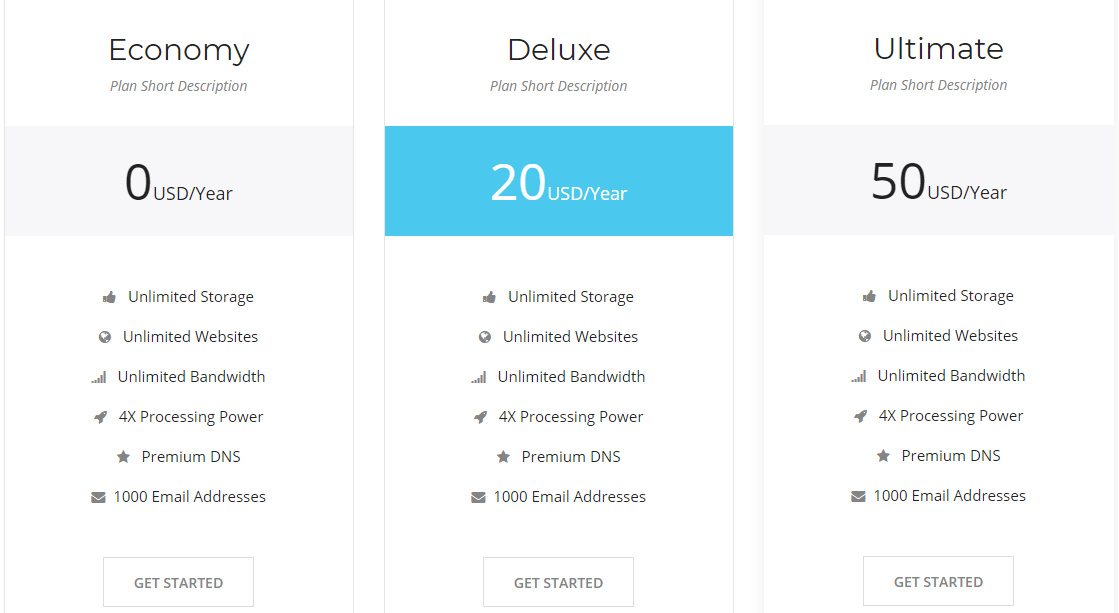 Economy
Plan Short Description
0USD/Year
Unlimited Storage
Unlimited Websites
Unlimited Bandwidth
4X Processing Power
Premium DNS
1000 Email Addresses
GET STARTED
Deluxe
Plan Short Description
20USD/Year
Unlimited Storage
Unlimited Websites
Unlimited Bandwidth
4X Processing Power
Premium DNS
1000 Email Addresses
GET STARTED
Ultimate
Plan Short Description
50USD/Year
Unlimited Storage
Unlimited Websites
Unlimited Bandwidth
4X Processing Power
Premium DNS
1000 Email Addresses
GET STARTED